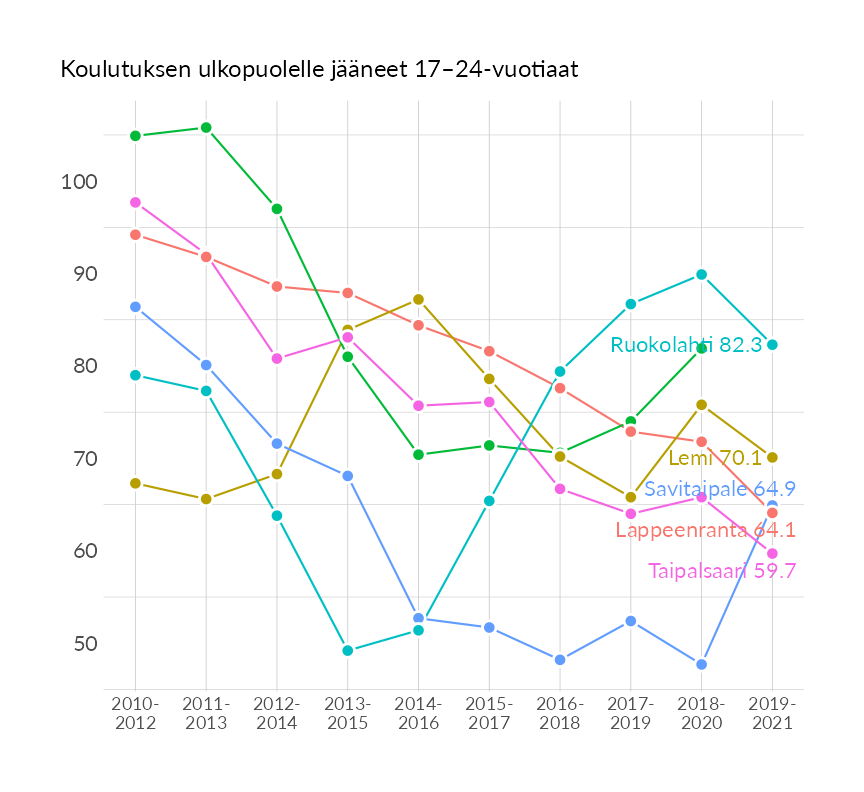 Koulutuksen ulkopuolelle jääneet 17–24-vuotiaat
100
90
80
70
60
50
Ruokolahti 82.3
Lemi 70.1
Savitaipale 64.9
Lappeenranta 64.1
Taipalsaari 59.7
2010- 2011- 2012- 2013- 2014- 2015- 2016- 2017- 2018- 2019-
2012 2013 2014 2015 2016 2017 2018 2019 2020 2021